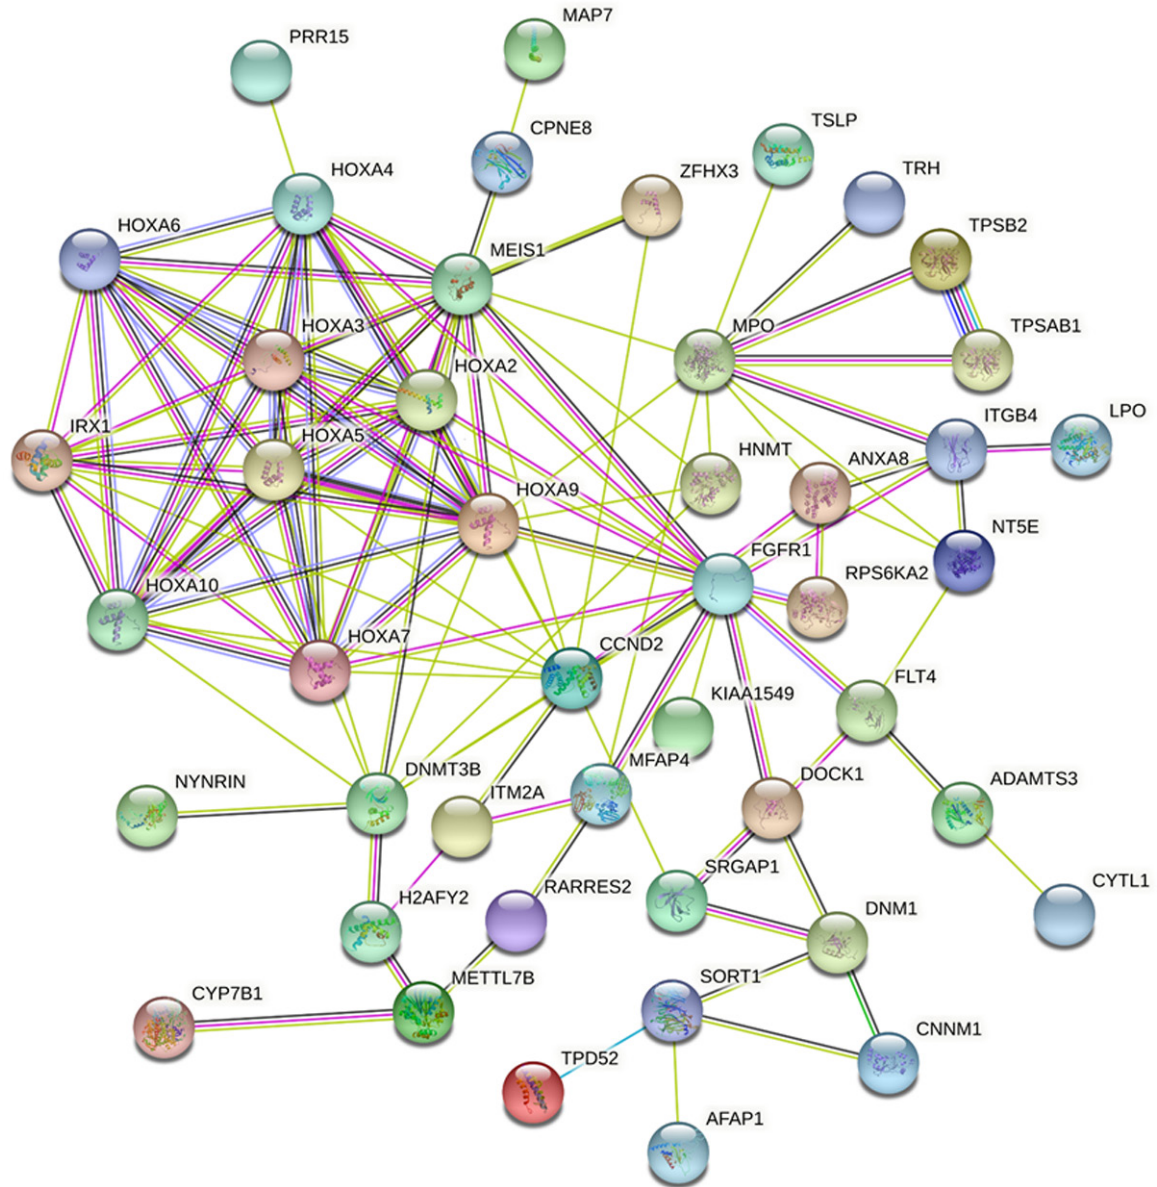 MAP7
PRR15
CPNE8
TSLP
HOXA4
ZFHX3
TRH
HOXA6
TPSB2
MEIS1
HOXA3
MPO
TPSAB1
HOXA2
IRX1
LPO
ITGB4
HOXA5
HNMT
ANXA8
HOXA9
NT5E
FGFR1
RPS6KA2
HOXA10
HOXA7
CCND2
FLT4
KIAA1549
MFAP4
DNMT3B
DOCK1
ADAMTS3
NYNRIN
ITM2A
SRGAP1
CYTL1
RARRES2
H2AFY2
DNM1
METTL7B
SORT1
CYP7B1
CNNM1
TPD52
AFAP1